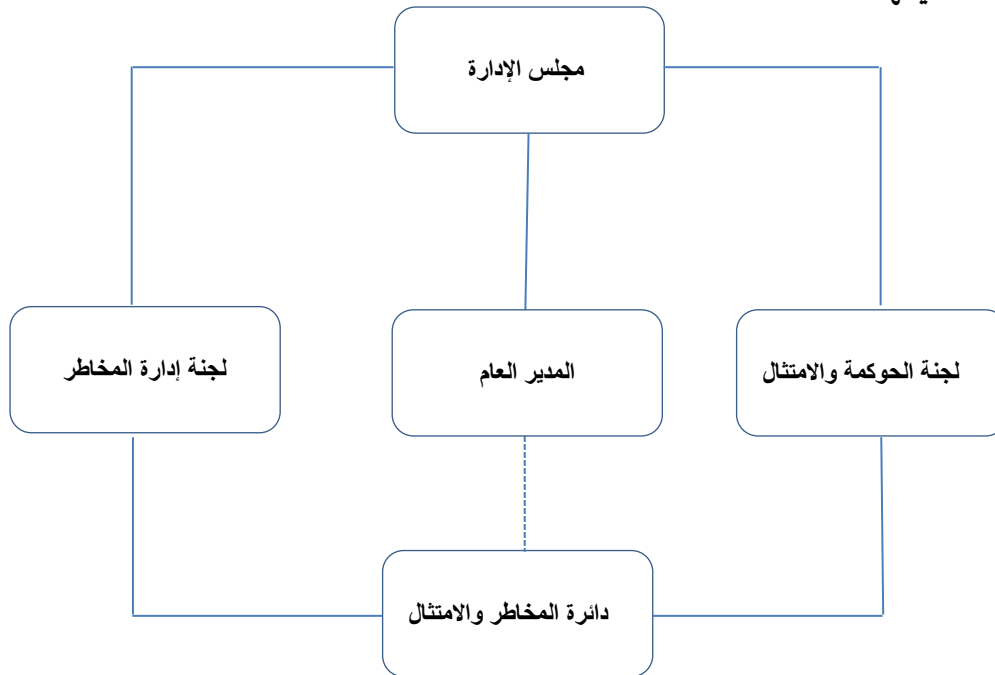 مجلس الإدارة
لجنة الحوكمة والامتثال
المدير العام
لجنة إدارة المخاطر
دائرة المخاطر والامتثال